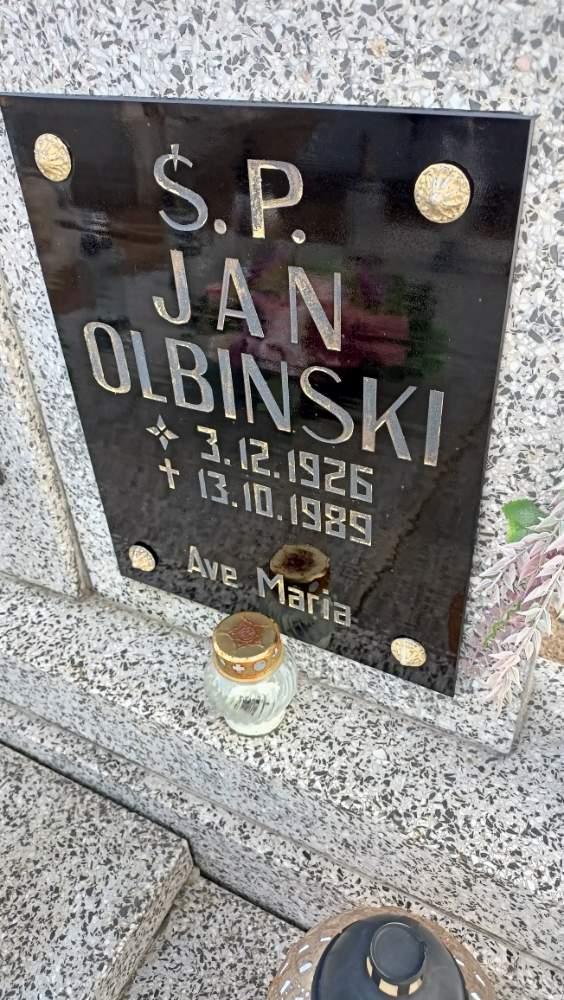 Ś.P.
JAN
OLBINSKI
3.12.1926
13.10.1989
Ave Maria